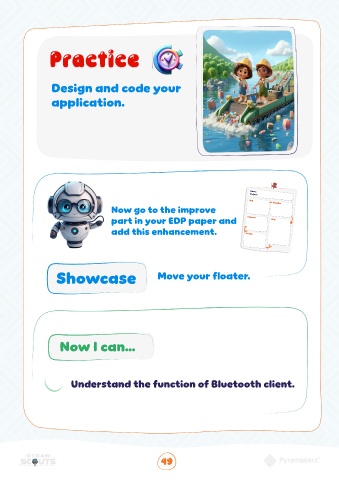 Practice
Design and code your
application.
Now go to the improve
part in your EDP paper and
add this enhancement.
Showcase
Move your floater.
Now I can...
Understand the function of Bluetooth client.
OCEAN
SCOUTS
49
Pyramakerz